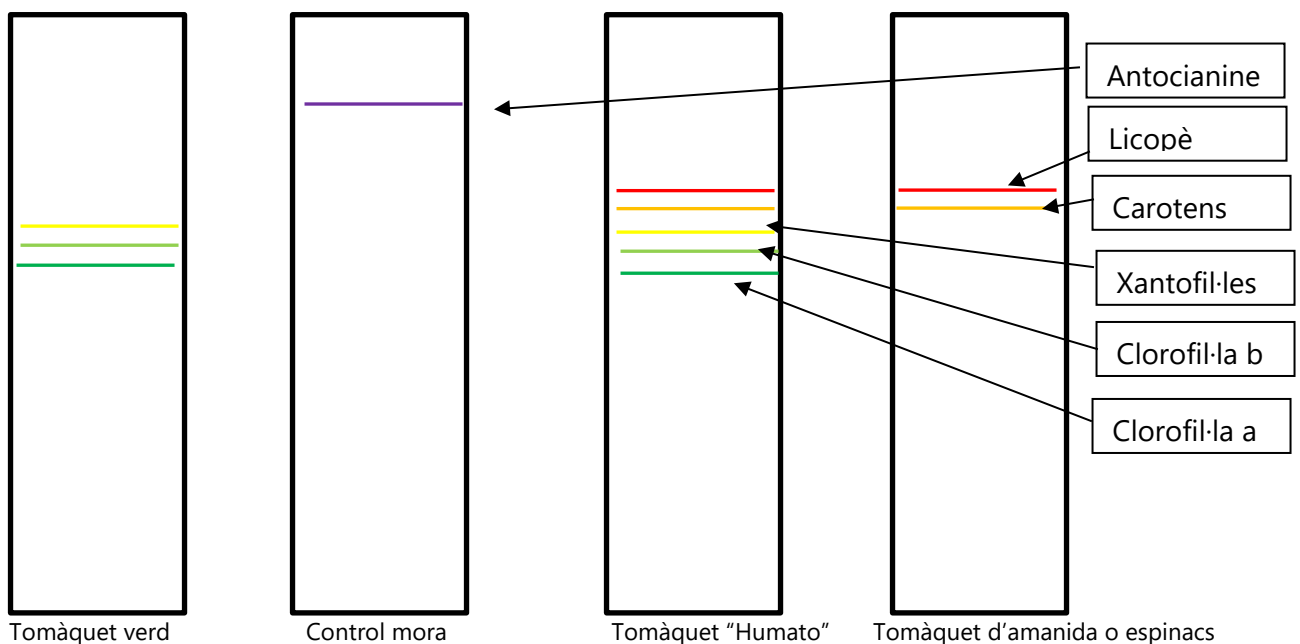 Antocianine
Licopè
Carotens
Xantofil·les
Clorofil·la b
Clorofil·la a
Tomàquet verd
Control mora
Tomàquet “Humato”
Tomàquet d’amanida o espinacs